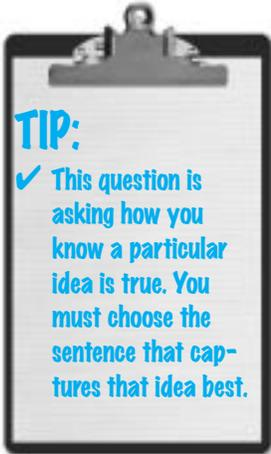 TIP:
✔ This question is
asking how you
know a particular
idea is true. You
must choose the
sentence that cap-
tures that idea best.